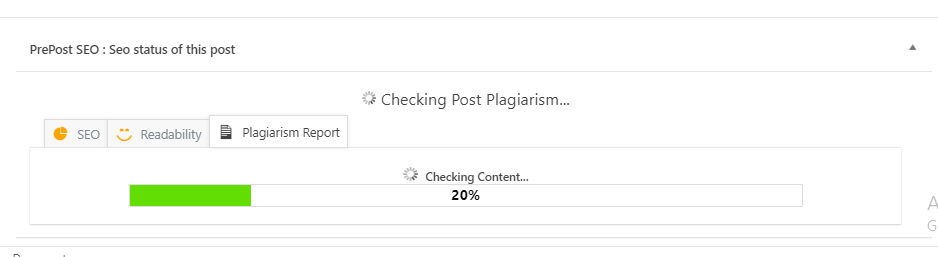 PrePost SEO : Seo status of this post
Checking Post Plagiarism...
SEO Readability Plagiarism Report
Checking Content...
20%